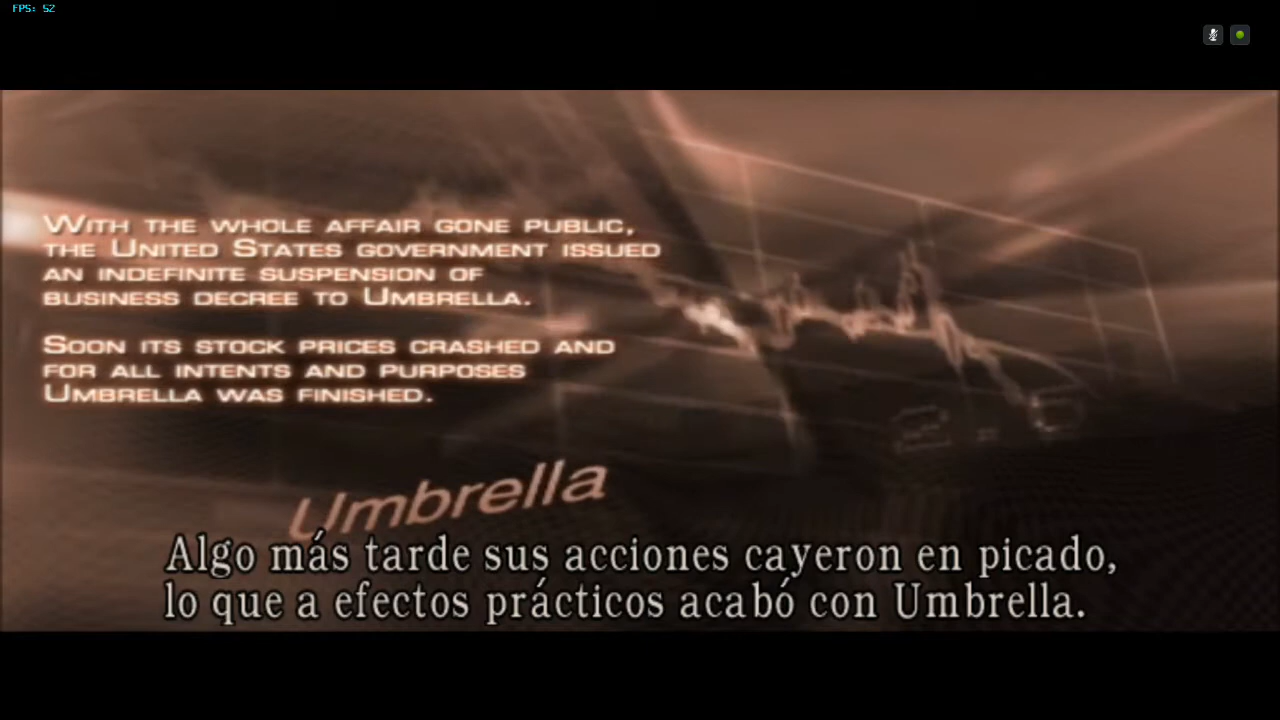 FPS: 52
WITH THE WHOLE AFFAIR GONE PUBLIC,
THE UNITED STATES GOVERNMENT ISSUED
AN INDEFINITE SUSPENSION OF
BUSINESS DECREE TO UMBRELLA.
SOON ITS STOCK PRICES CRASHED AND
FOR ALL INTENTS AND PURPOSES
UMBRELLA WAS FINISHED.
Umbrella
Algo más tarde sus acciones cayeron en picado,
lo que a efectos prácticos acabó con Umbrella.